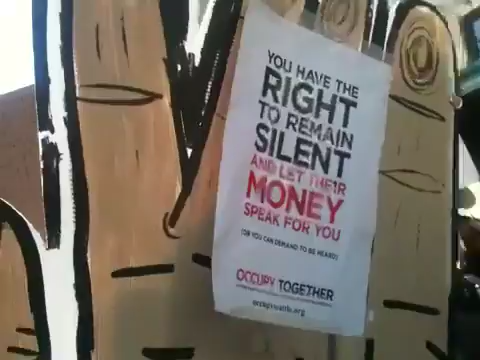 YOU HAVE THE
RIGHT
TO REMAIN
SILENT
AND LET THEIR
MONEY
SPEAK FOR YOU
(OR YOU CAN DEMAND TO BE HEARD)
OCCUPY TOGETHER